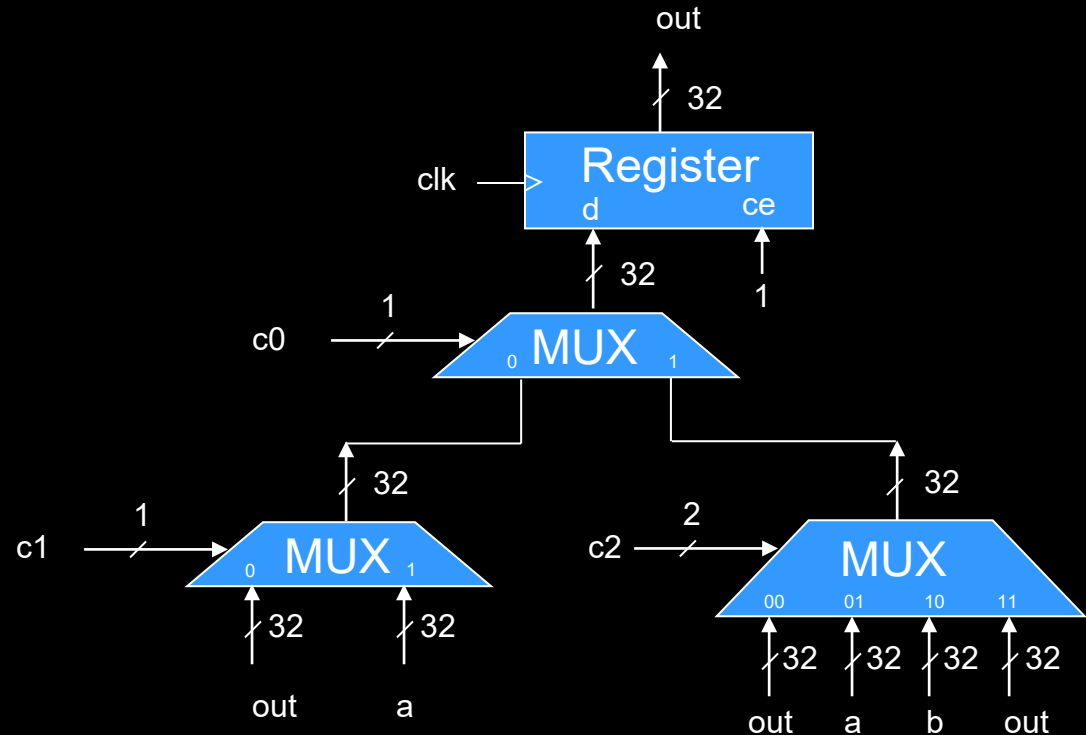 out
32
Register
clk
d ce
32
1
1
c0
MUX
0 1
32
32
1
2
c1
c2
MUX
0 1
MUX
00 01 10 11
32 32
32 32 32 32
out a
out a b out